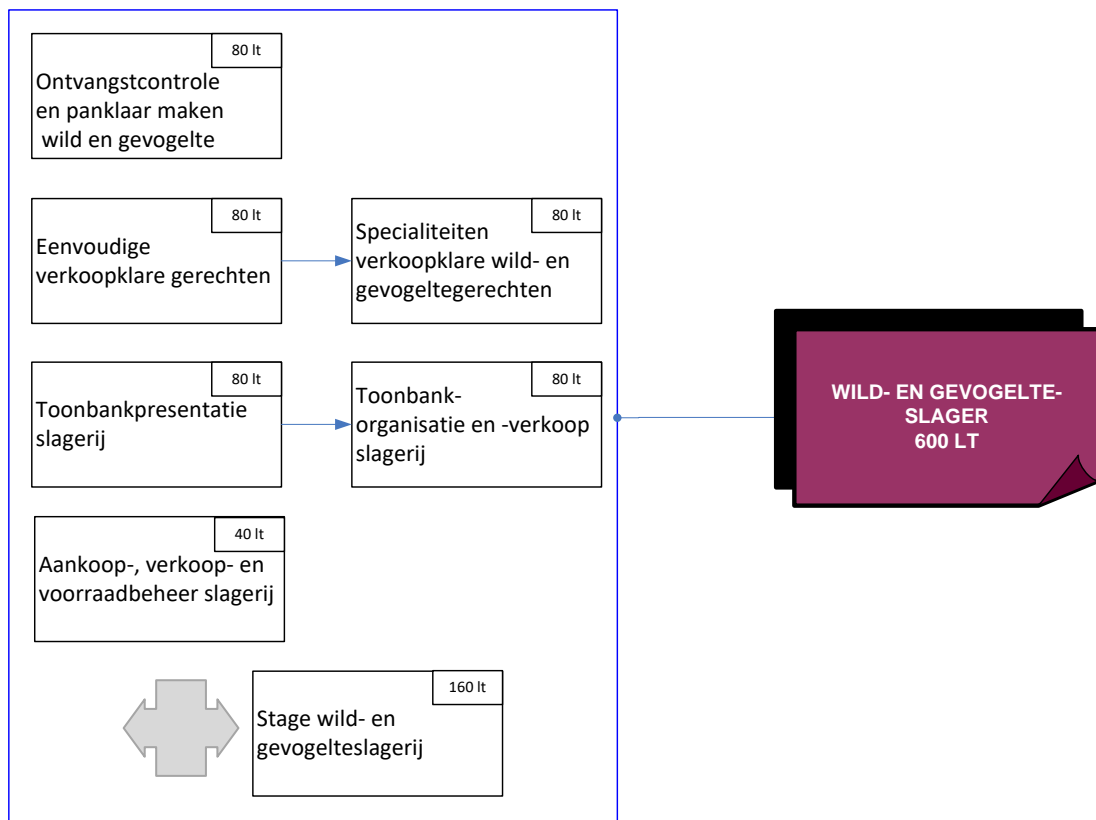 80 lt
Ontvangstcontrole
en panklaar maken
wild en gevogelte
80 lt
Eenvoudige
verkoopklare gerechten
80 lt
Specialiteiten
verkoopklare wild- en
gevogeltegerechten
80 lt
Toonbankpresentatie
slagerij
80 lt
Toonbank-
organisatie en -verkoop
slagerij
40 lt
Aankoop-, verkoop- en
voorraadbeheer slagerij
160 lt
Stage wild- en
gevogelteslagerij
WILD- EN GEVOGELTE-
SLAGER
600 LT